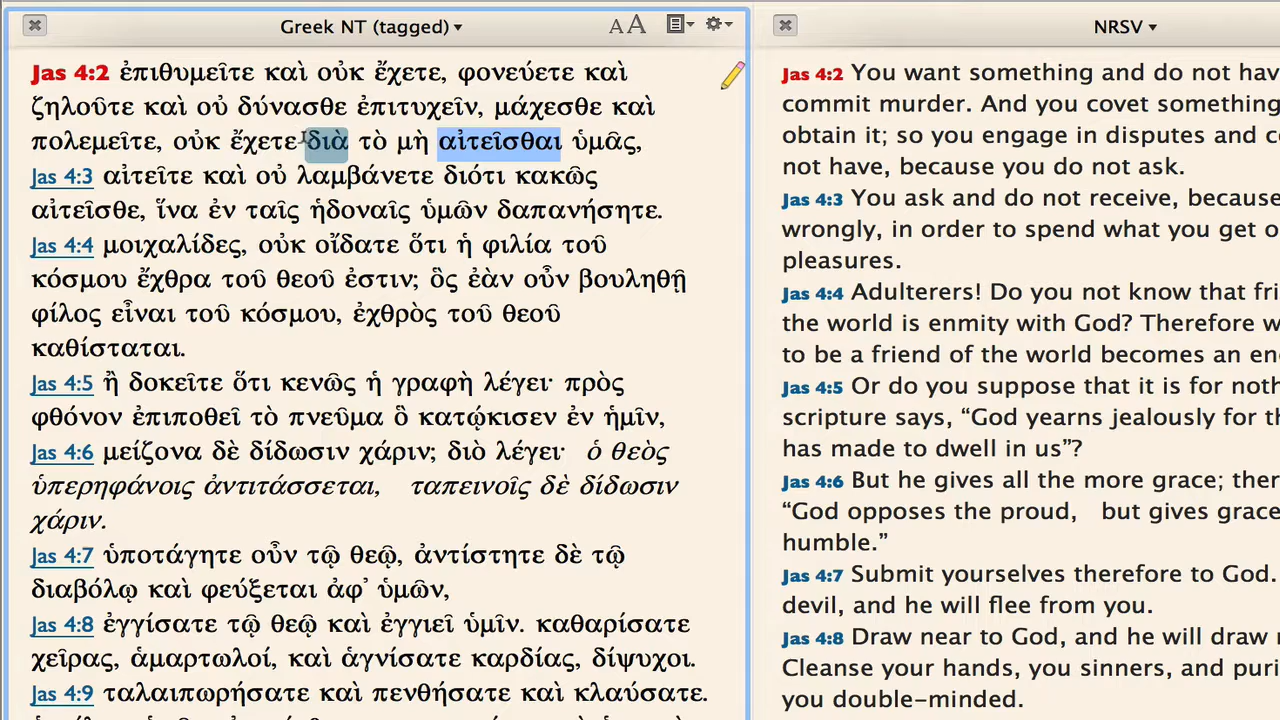 Greek NT (tagged)
AA
Jas 4:2 ἐπιθυμεῖτε καὶ οὐκ ἔχετε, φονεύετε καὶ
ζηλοῦτε καὶ οὐ δύνασθε ἐπιτυχεῖν, μάχεσθε καὶ
πολεμεῖτε, οὐκ ἔχετε διὰ τὸ μὴ αἰτεῖσθαι ὑμᾶς,
Jas 4:3 αἰτεῖτε καὶ οὐ λαμβάνετε διότι κακῶς
αἰτεῖσθε, ἵνα ἐν ταῖς ἡδοναῖς ὑμῶν δαπανήσητε.
Jas 4:4 μοιχαλίδες, οὐκ οἴδατε ὅτι ἡ φιλία τοῦ
κόσμου ἔχθρα τοῦ θεοῦ ἐστιν; ὃς ἐὰν οὖν βουληθῇ
φίλος εἶναι τοῦ κόσμου, ἐχθρὸς τοῦ θεοῦ
καθίσταται.
Jas 4:5 ἢ δοκεῖτε ὅτι κενῶς ἡ γραφὴ λέγει· πρὸς
φθόνον ἐπιποθεῖ τὸ πνεῦμα ὃ κατῴκισεν ἐν ἡμῖν,
Jas 4:6 μείζονα δὲ δίδωσιν χάριν; διὸ λέγει· ὁ θεὸς
ὑπερηφάνοις ἀντιτάσσεται, ταπεινοῖς δὲ δίδωσιν
χάριν.
Jas 4:7 ὑποτάγητε οὖν τῷ θεῷ, ἀντίστητε δὲ τῷ
διαβόλῳ καὶ φεύξεται ἀφ᾽ ὑμῶν,
Jas 4:8 ἐγγίσατε τῷ θεῷ καὶ ἐγγιεῖ ὑμῖν. καθαρίσατε
χεῖρας, ἁμαρτωλοί, καὶ ἁγνίσατε καρδίας, δίψυχοι.
Jas 4:9 ταλαιπωρήσατε καὶ πενθήσατε καὶ κλαύσατε.
NRSV
Jas 4:2 You want something and do not hav
commit murder. And you covet something
obtain it; so you engage in disputes and c
not have, because you do not ask.
Jas 4:3 You ask and do not receive, because
wrongly, in order to spend what you get o
pleasures.
Jas 4:4 Adulterers! Do you not know that frie
the world is enmity with God? Therefore w
to be a friend of the world becomes an en
Jas 4:5 Or do you suppose that it is for noth
scripture says, “God yearns jealously for th
has made to dwell in us”?
Jas 4:6 But he gives all the more grace; ther
“God opposes the proud, but gives grace
humble.”
Jas 4:7 Submit yourselves therefore to God.
devil, and he will flee from you.
Jas 4:8 Draw near to God, and he will draw
Cleanse your hands, you sinners, and puri
you double-minded.